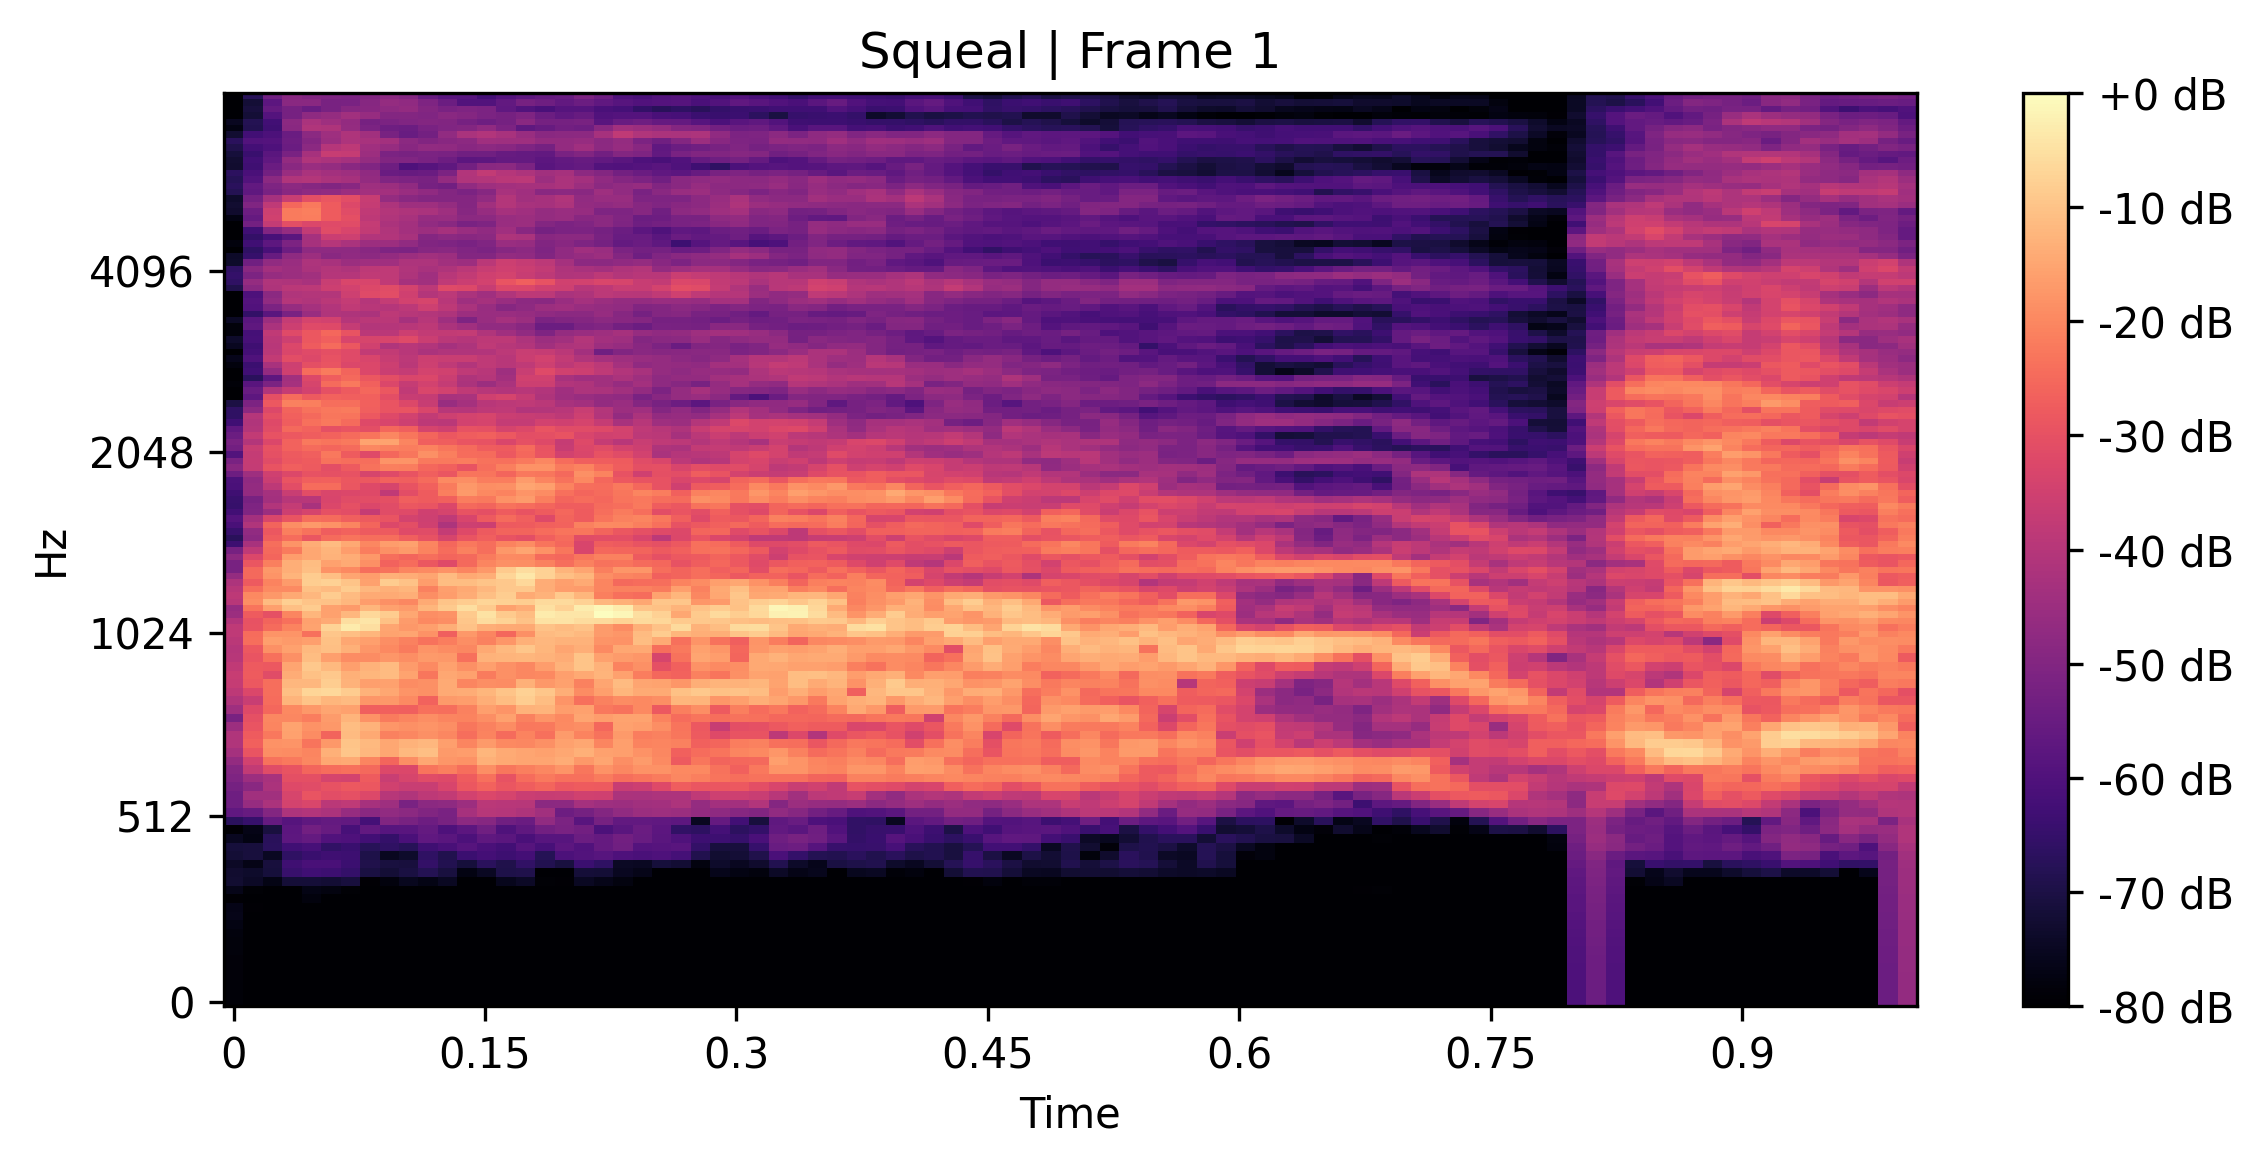 Squeal | Frame 1
+0 dB
-10 dB
-20 dB
-30 dB
-40 dB
-50 dB
-60 dB
-70 dB
-80 dB
Hz
4096
2048
1024
512
0
0 0.15 0.3 0.45 0.6 0.75 0.9
Time